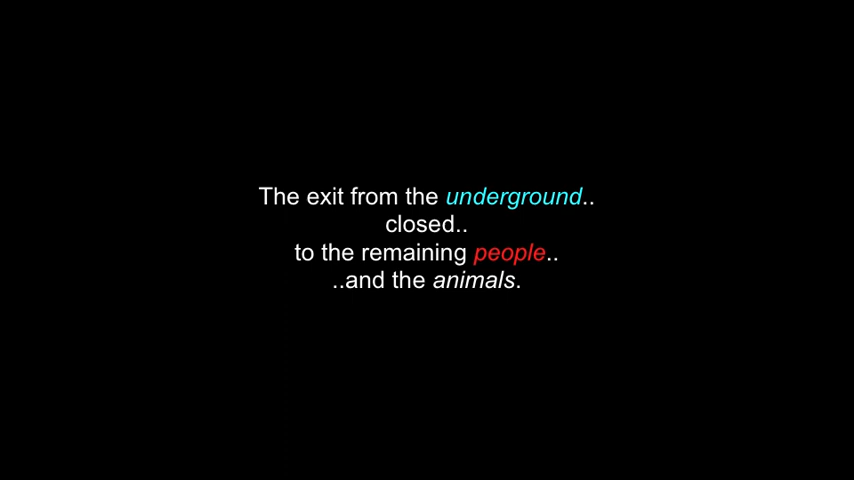 The exit from the underground..
closed..
to the remaining people..
..and the animals.